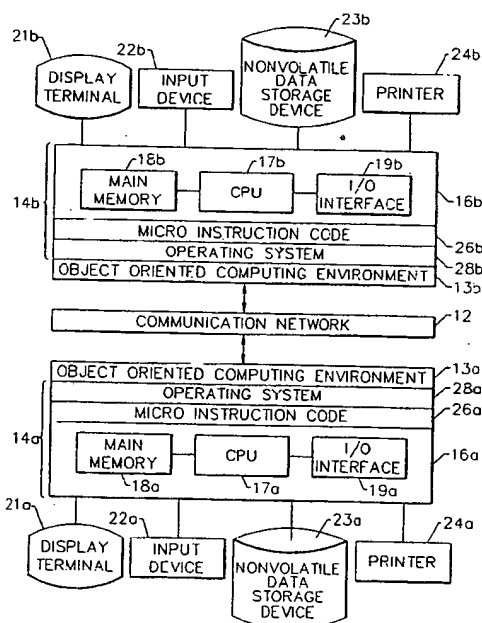 21b
22b
23b
24b
DISPLAY
TERMINAL
INPUT
DEVICE
NONVOLATILE
DATA
STORAGE
DEVICE
PRINTER
14b
18b
MAIN
MEMORY
17b
CPU
19b
I/O
INTERFACE
16b
MICRO INSTRUCTION CODE
26b
OPERATING SYSTEM
28b
OBJECT ORIENTED COMPUTING ENVIRONMENT
13b
COMMUNICATION NETWORK
12
OBJECT ORIENTED COMPUTING ENVIRONMENT
13a
OPERATING SYSTEM
28a
MICRO INSTRUCTION CODE
26a
14a
MAIN
MEMORY
18a
CPU
17a
I/O
INTERFACE
19a
16a
21a
22a
23a
24a
DISPLAY
TERMINAL
INPUT
DEVICE
NONVOLATILE
DATA
STORAGE
DEVICE
PRINTER